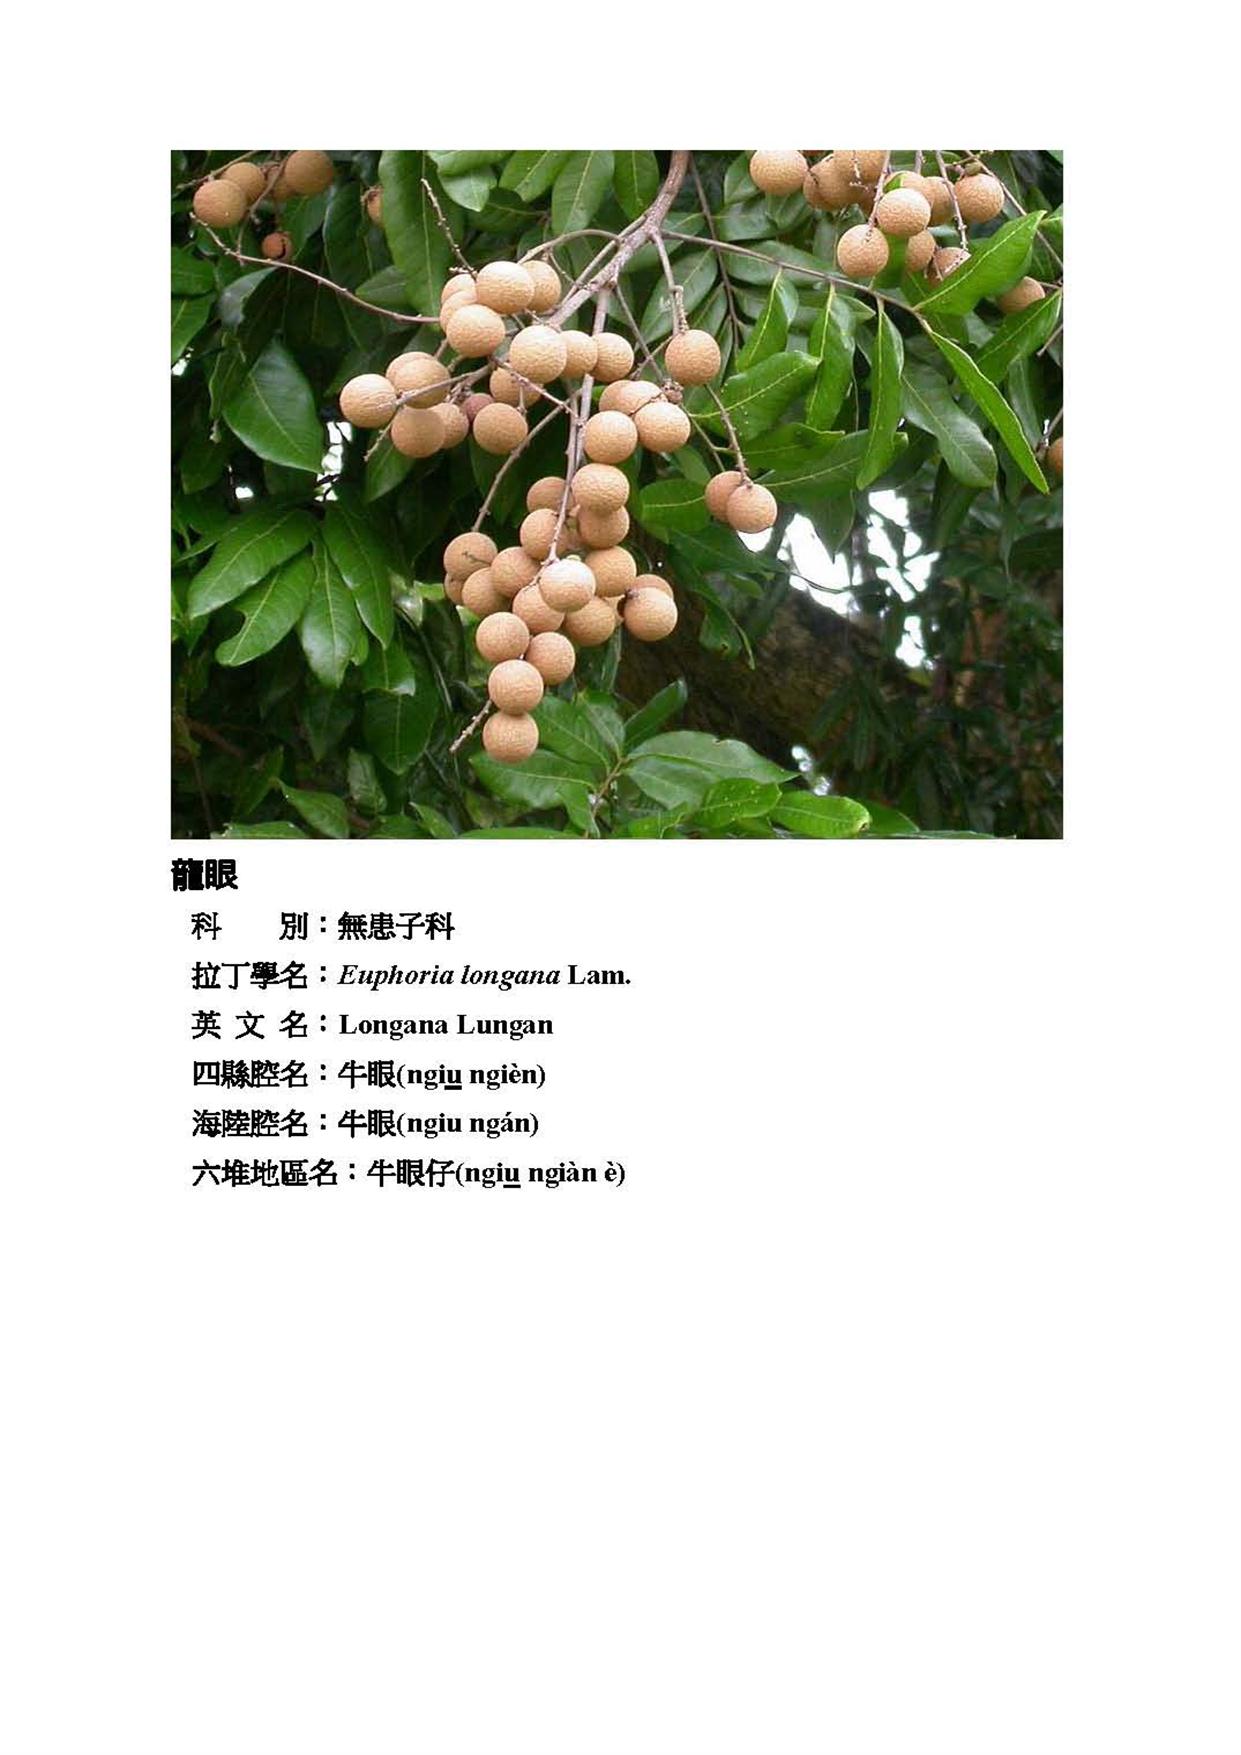 龍眼
科　　別：無患子科
拉丁學名：Euphoria longana Lam.
英 文 名：Longana Lungan
四縣腔名：牛眼(ngiu ngièn)
海陸腔名：牛眼(ngiu ngán)
六堆地區名：牛眼仔(ngiu ngiàn è)